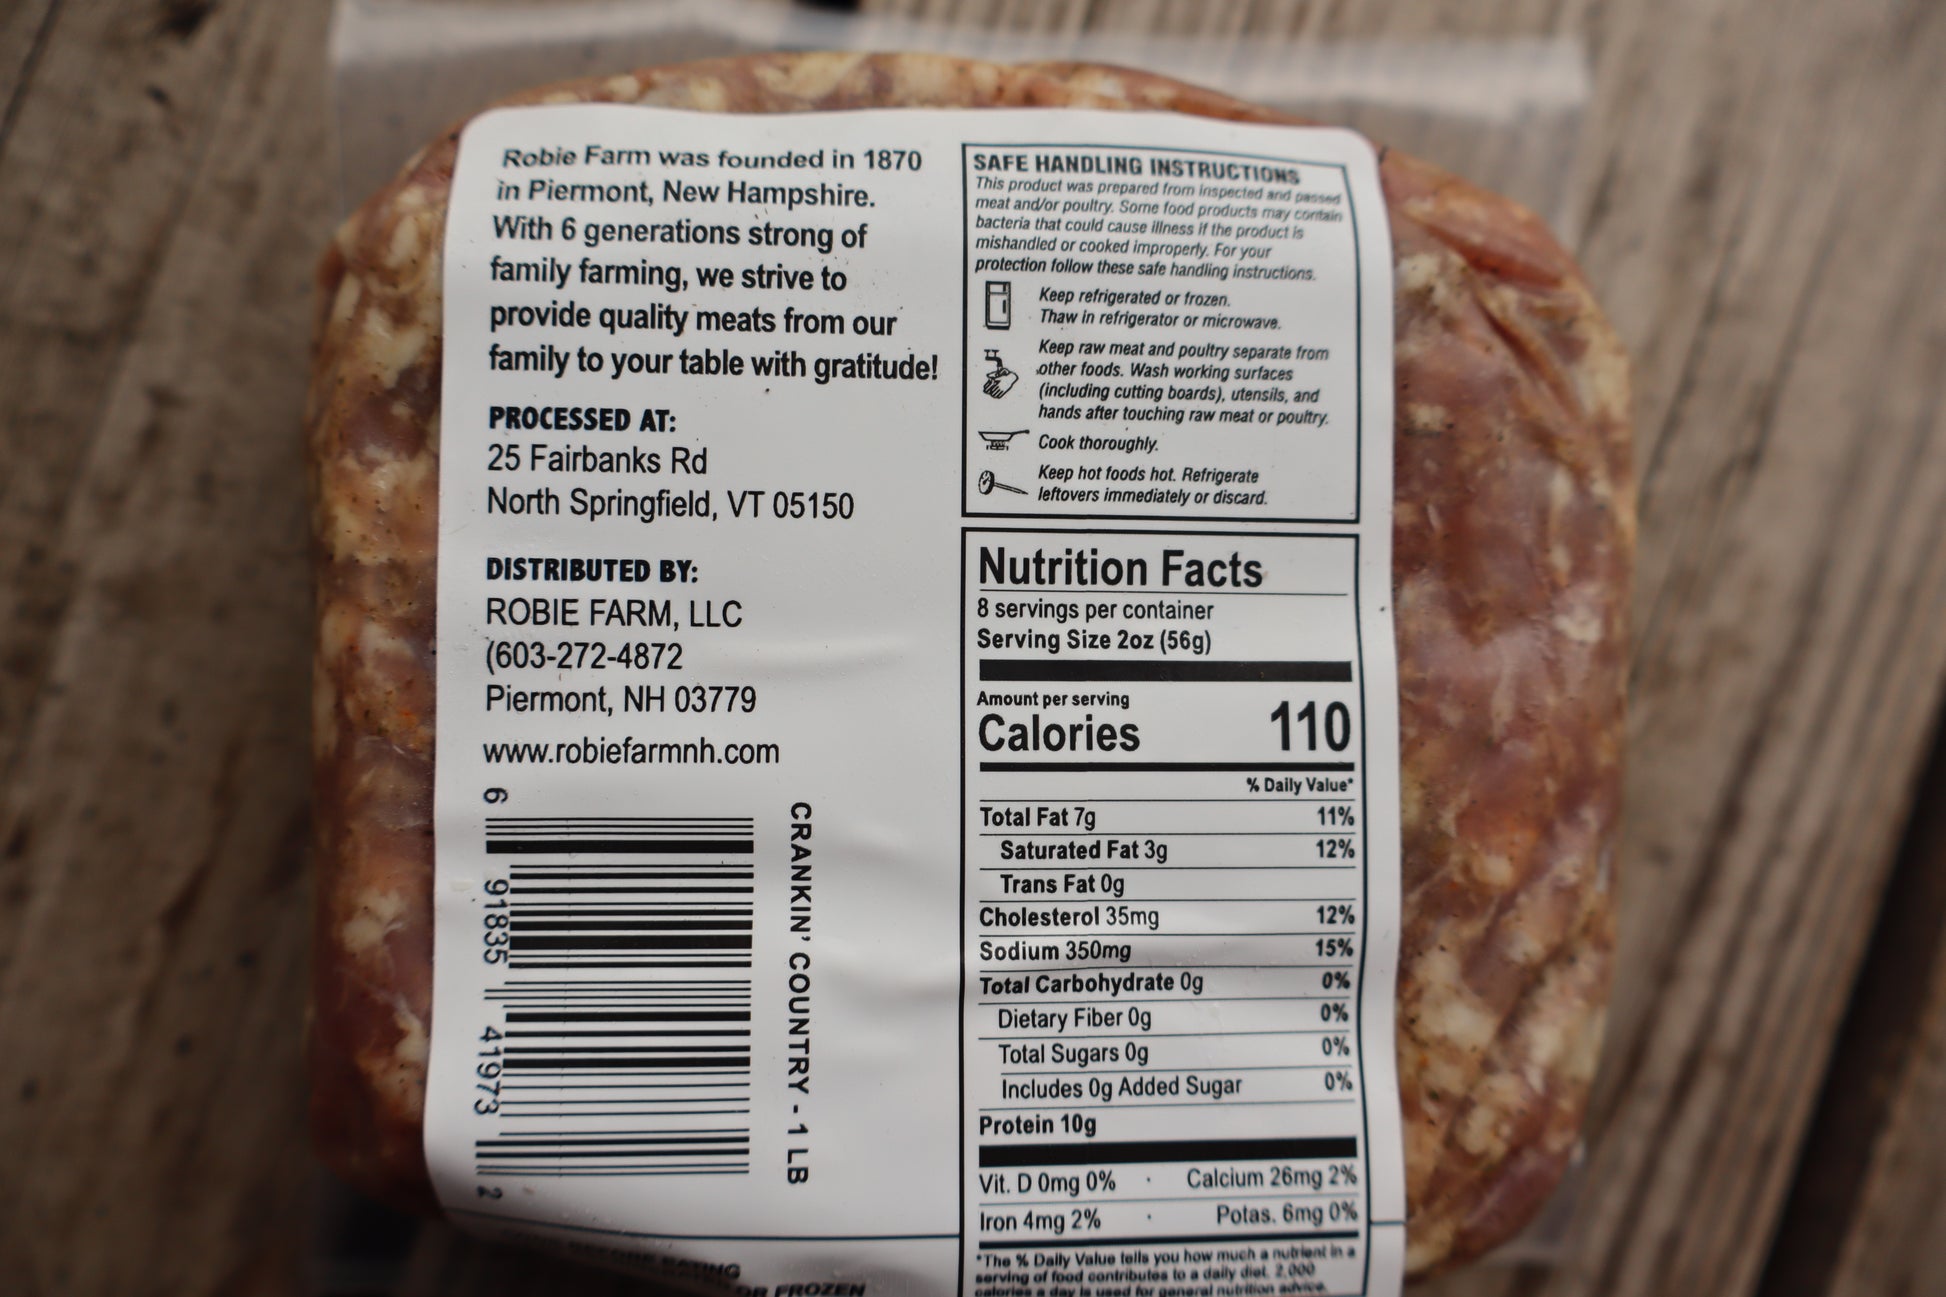 Robie Farm was founded in 1870
in Piermont, New Hampshire.
With 6 generations strong of
family farming, we strive to
provide quality meats from our
family to your table with gratitude!
PROCESSED AT:
25 Fairbanks Rd
North Springfield, VT 05150
DISTRIBUTED BY:
ROBIE FARM, LLC
(603-272-4872
Piermont, NH 03779
www.robiefarmnh.com
6 91835 41973 2
CRANKIN' COUNTRY - 1 LB
BEFORE EATING
OR FROZEN
SAFE HANDLING INSTRUCTIONS
This product was prepared from inspected and passed
meat and/or poultry. Some food products may contain
bacteria that could cause illness if the product is
mishandled or cooked improperly. For your
protection follow these safe handling instructions.
Keep refrigerated or frozen.
Thaw in refrigerator or microwave.
Keep raw meat and poultry separate from
other foods. Wash working surfaces
(including cutting boards), utensils, and
hands after touching raw meat or poultry.
Cook thoroughly.
Keep hot foods hot. Refrigerate
leftovers immediately or discard.
Nutrition Facts
8 servings per container
Serving Size 2oz (56g)
Amount per serving
Calories 110
% Daily Value*
Total Fat 7g 11%
Saturated Fat 3g 12%
Trans Fat 0g
Cholesterol 35mg 12%
Sodium 350mg 15%
Total Carbohydrate 0g 0%
Dietary Fiber 0g 0%
Total Sugars 0g 0%
Includes 0g Added Sugar 0%
Protein 10g
Vit. D 0mg 0% · Calcium 26mg 2%
Iron 4mg 2% · Potas. 6mg 0%
*The % Daily Value tells you how much a nutrient in a
serving of food contributes to a daily diet. 2,000
calories a day is used for general nutrition advice.